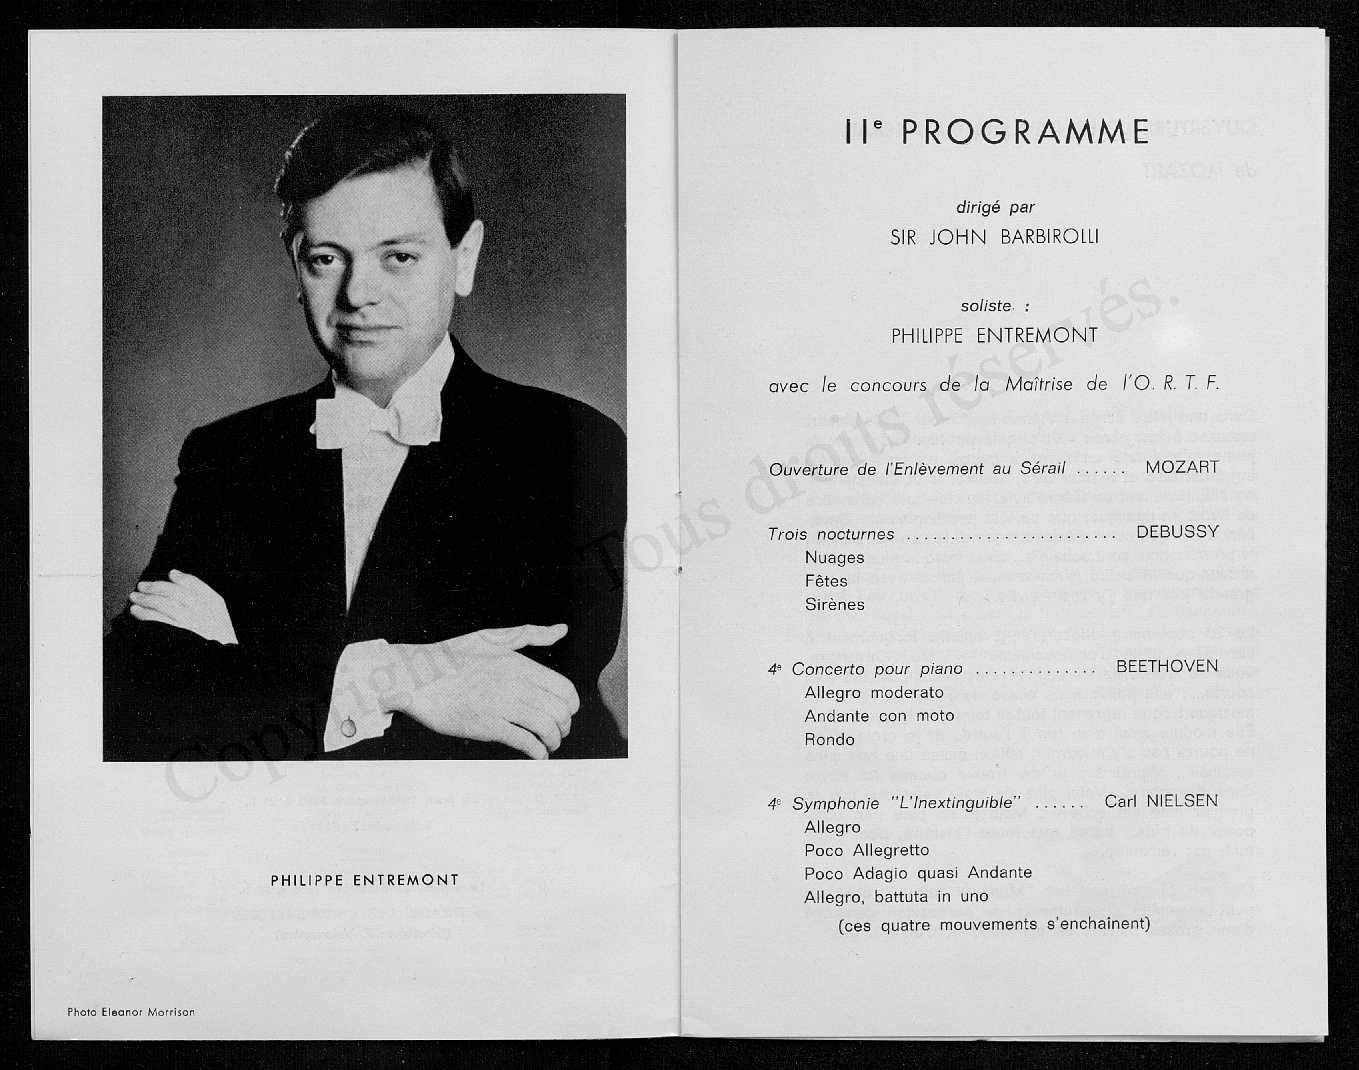 PHILIPPE ENTREMONT
Photo Eleanor Morrison
IIe PROGRAMME
dirigé par
SIR JOHN BARBIROLLI
soliste :
PHILIPPE ENTREMONT
avec le concours de la Maîtrise de l'O. R. T. F.
Ouverture de l'Enlèvement au Sérail ...... MOZART
Trois nocturnes ........................ DEBUSSY
Nuages
Fêtes
Sirènes
4e Concerto pour piano .............. BEETHOVEN
Allegro moderato
Andante con moto
Rondo
4e Symphonie "L'Inextinguible" ...... Carl NIELSEN
Allegro
Poco Allegretto
Poco Adagio quasi Andante
Allegro, battuta in uno
(ces quatre mouvements s'enchaînent)
Copyright © Tous droits réservés.